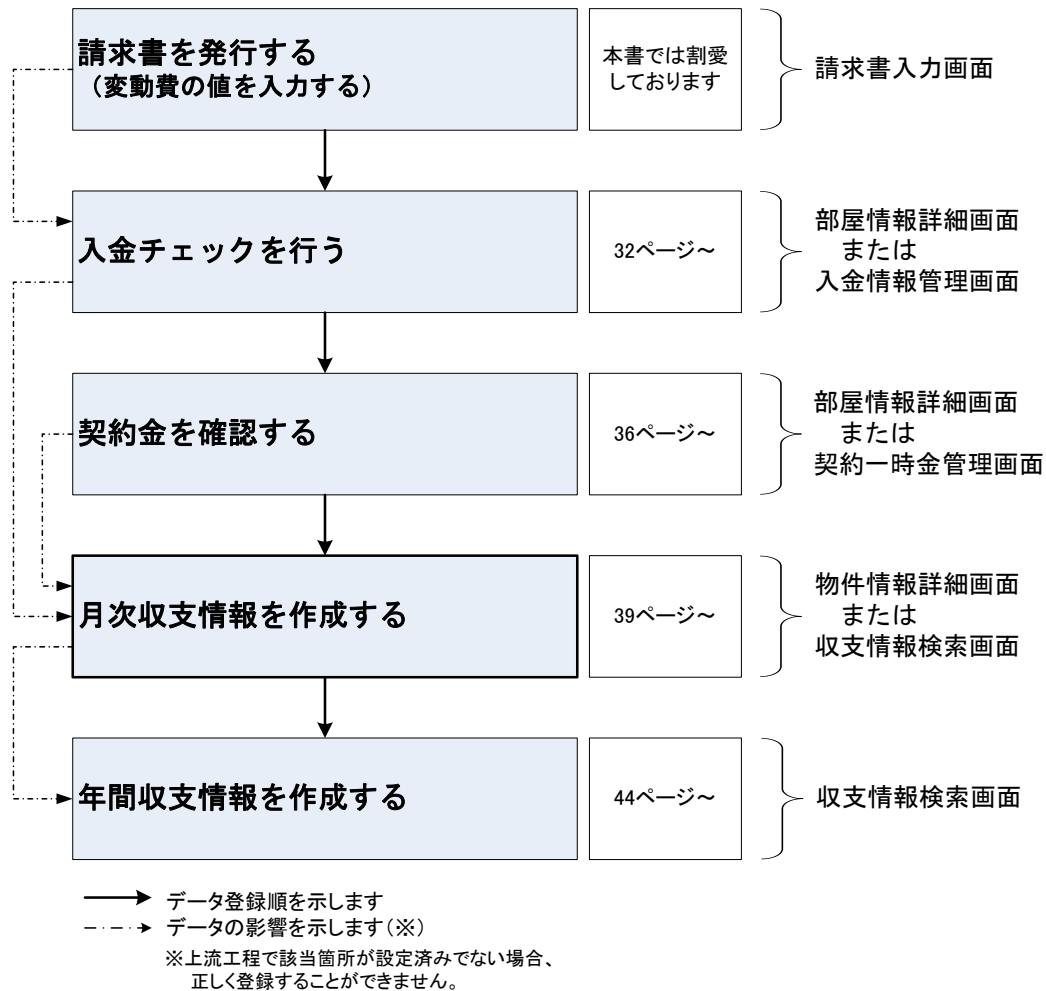 請求書を発行する
（変動費の値を入力する）
本書では割愛
しております
請求書入力画面
入金チェックを行う
32ページ～
部屋情報詳細画面
または
入金情報管理画面
契約金を確認する
36ページ～
部屋情報詳細画面
または
契約一時金管理画面
月次収支情報を作成する
39ページ～
物件情報詳細画面
または
収支情報検索画面
年間収支情報を作成する
44ページ～
収支情報検索画面
データ登録順を示します
データの影響を示します(※)
※上流工程で該当箇所が設定済みでない場合、
正しく登録することができません。